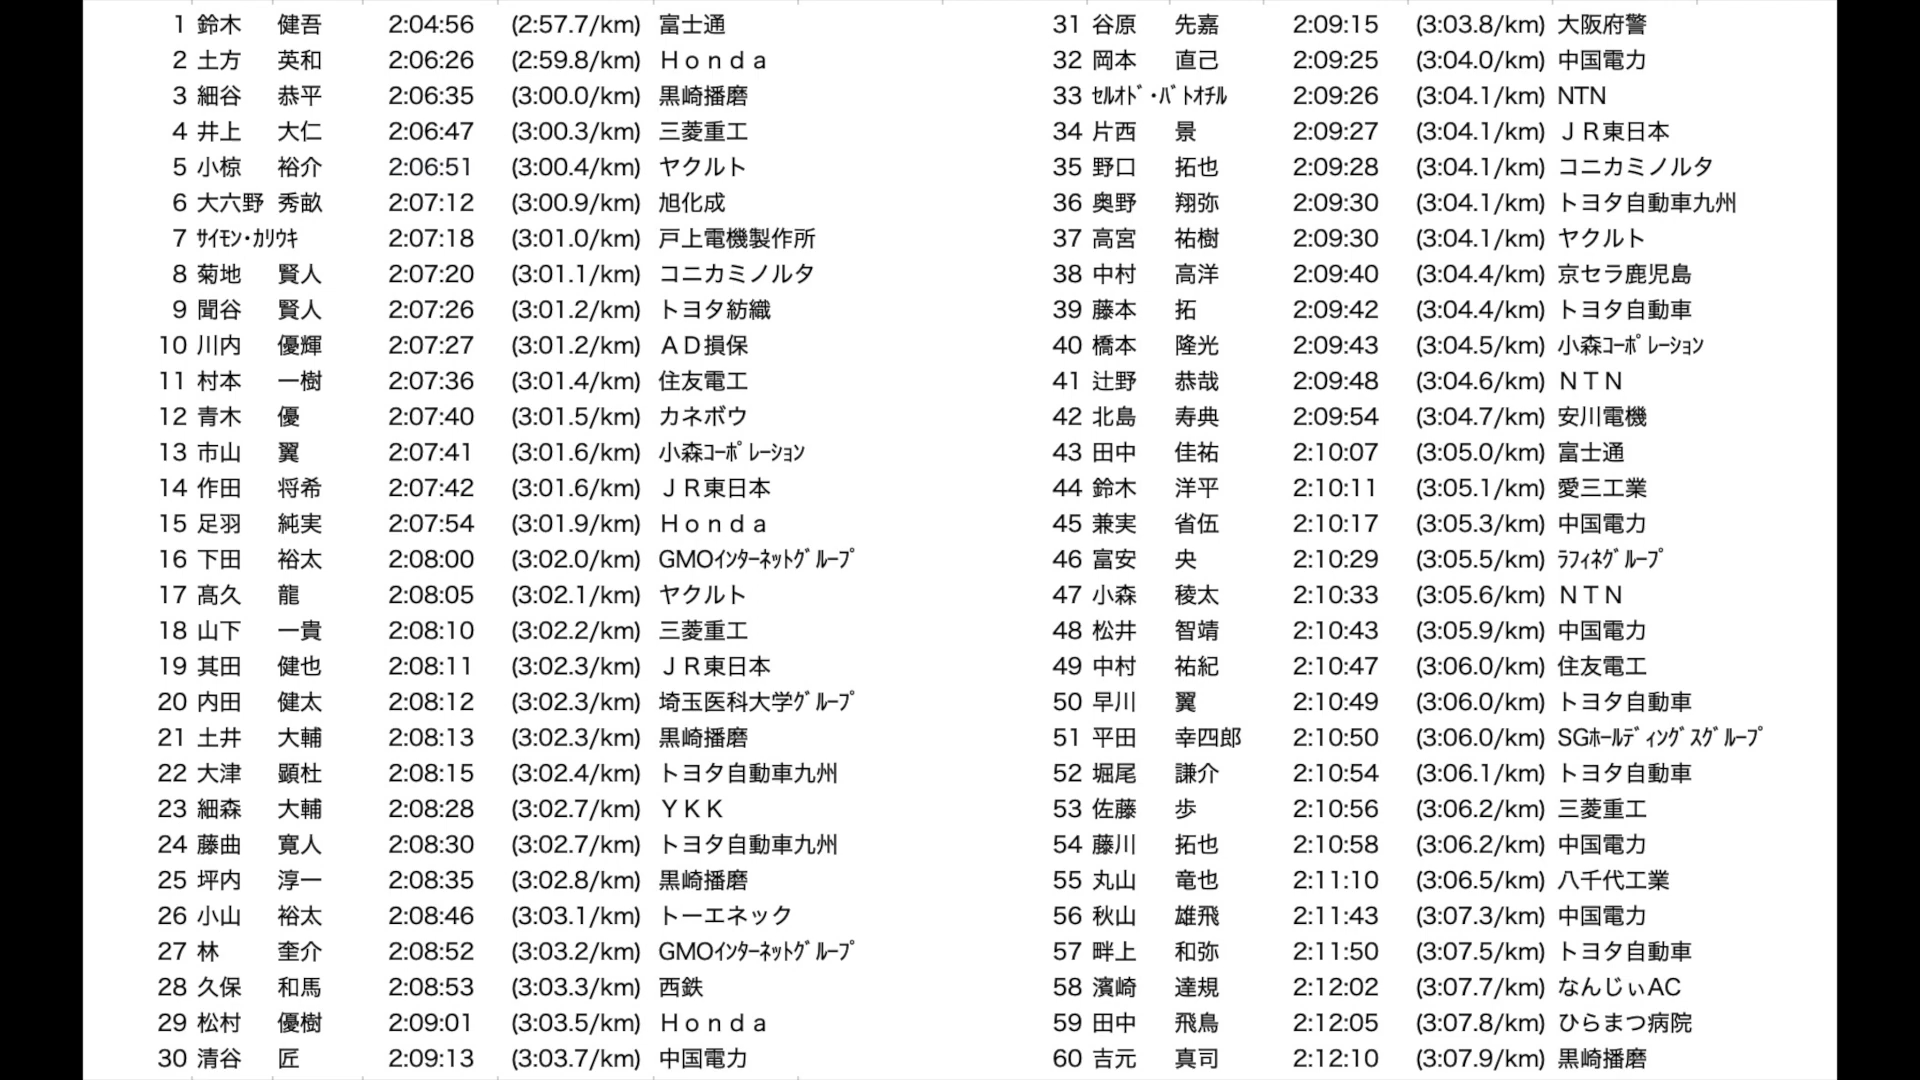 1 鈴木 健吾 2:04:56 (2:57.7/km) 富士通
2 土方 英和 2:06:26 (2:59.8/km) Ｈｏｎｄａ
3 細谷 恭平 2:06:35 (3:00.0/km) 黒崎播磨
4 井上 大仁 2:06:47 (3:00.3/km) 三菱重工
5 小椋 裕介 2:06:51 (3:00.4/km) ヤクルト
6 大六野 秀畝 2:07:12 (3:00.9/km) 旭化成
7 ｻｲﾓﾝ･ｶﾘｳｷ 2:07:18 (3:01.0/km) 戸上電機製作所
8 菊地 賢人 2:07:20 (3:01.1/km) コニカミノルタ
9 聞谷 賢人 2:07:26 (3:01.2/km) トヨタ紡織
10 川内 優輝 2:07:27 (3:01.2/km) ＡＤ損保
11 村本 一樹 2:07:36 (3:01.4/km) 住友電工
12 青木 優 2:07:40 (3:01.5/km) カネボウ
13 市山 翼 2:07:41 (3:01.6/km) 小森ｺｰﾎﾟﾚｰｼｮﾝ
14 作田 将希 2:07:42 (3:01.6/km) ＪＲ東日本
15 足羽 純実 2:07:54 (3:01.9/km) Ｈｏｎｄａ
16 下田 裕太 2:08:00 (3:02.0/km) GMOｲﾝﾀｰﾈｯﾄｸﾞﾙｰﾌﾟ
17 髙久 龍 2:08:05 (3:02.1/km) ヤクルト
18 山下 一貴 2:08:10 (3:02.2/km) 三菱重工
19 其田 健也 2:08:11 (3:02.3/km) ＪＲ東日本
20 内田 健太 2:08:12 (3:02.3/km) 埼玉医科大学ｸﾞﾙｰﾌﾟ
21 土井 大輔 2:08:13 (3:02.3/km) 黒崎播磨
22 大津 顕杜 2:08:15 (3:02.4/km) トヨタ自動車九州
23 細森 大輔 2:08:28 (3:02.7/km) ＹＫＫ
24 藤曲 寛人 2:08:30 (3:02.7/km) トヨタ自動車九州
25 坪内 淳一 2:08:35 (3:02.8/km) 黒崎播磨
26 小山 裕太 2:08:46 (3:03.1/km) トーエネック
27 林 奎介 2:08:52 (3:03.2/km) GMOｲﾝﾀｰﾈｯﾄｸﾞﾙｰﾌﾟ
28 久保 和馬 2:08:53 (3:03.3/km) 西鉄
29 松村 優樹 2:09:01 (3:03.5/km) Ｈｏｎｄａ
30 清谷 匠 2:09:13 (3:03.7/km) 中国電力
31 谷原 先嘉 2:09:15 (3:03.8/km) 大阪府警
32 岡本 直己 2:09:25 (3:04.0/km) 中国電力
33 ｾﾙｵﾄﾞ･ﾊﾞﾄｵﾁﾙ 2:09:26 (3:04.1/km) NTN
34 片西 景 2:09:27 (3:04.1/km) ＪＲ東日本
35 野口 拓也 2:09:28 (3:04.1/km) コニカミノルタ
36 奥野 翔弥 2:09:30 (3:04.1/km) トヨタ自動車九州
37 高宮 祐樹 2:09:30 (3:04.1/km) ヤクルト
38 中村 高洋 2:09:40 (3:04.4/km) 京セラ鹿児島
39 藤本 拓 2:09:42 (3:04.4/km) トヨタ自動車
40 橋本 隆光 2:09:43 (3:04.5/km) 小森ｺｰﾎﾟﾚｰｼｮﾝ
41 辻野 恭哉 2:09:48 (3:04.6/km) ＮＴＮ
42 北島 寿典 2:09:54 (3:04.7/km) 安川電機
43 田中 佳祐 2:10:07 (3:05.0/km) 富士通
44 鈴木 洋平 2:10:11 (3:05.1/km) 愛三工業
45 兼実 省伍 2:10:17 (3:05.3/km) 中国電力
46 富安 央 2:10:29 (3:05.5/km) ﾗﾌｨﾈｸﾞﾙｰﾌﾟ
47 小森 稜太 2:10:33 (3:05.6/km) ＮＴＮ
48 松井 智靖 2:10:43 (3:05.9/km) 中国電力
49 中村 祐紀 2:10:47 (3:06.0/km) 住友電工
50 早川 翼 2:10:49 (3:06.0/km) トヨタ自動車
51 平田 幸四郎 2:10:50 (3:06.0/km) SGﾎｰﾙﾃﾞｨﾝｸﾞｽｸﾞﾙｰﾌﾟ
52 堀尾 謙介 2:10:54 (3:06.1/km) トヨタ自動車
53 佐藤 歩 2:10:56 (3:06.2/km) 三菱重工
54 藤川 拓也 2:10:58 (3:06.2/km) 中国電力
55 丸山 竜也 2:11:10 (3:06.5/km) 八千代工業
56 秋山 雄飛 2:11:43 (3:07.3/km) 中国電力
57 畔上 和弥 2:11:50 (3:07.5/km) トヨタ自動車
58 濱崎 達規 2:12:02 (3:07.7/km) なんじぃAC
59 田中 飛鳥 2:12:05 (3:07.8/km) ひらまつ病院
60 吉元 真司 2:12:10 (3:07.9/km) 黒崎播磨